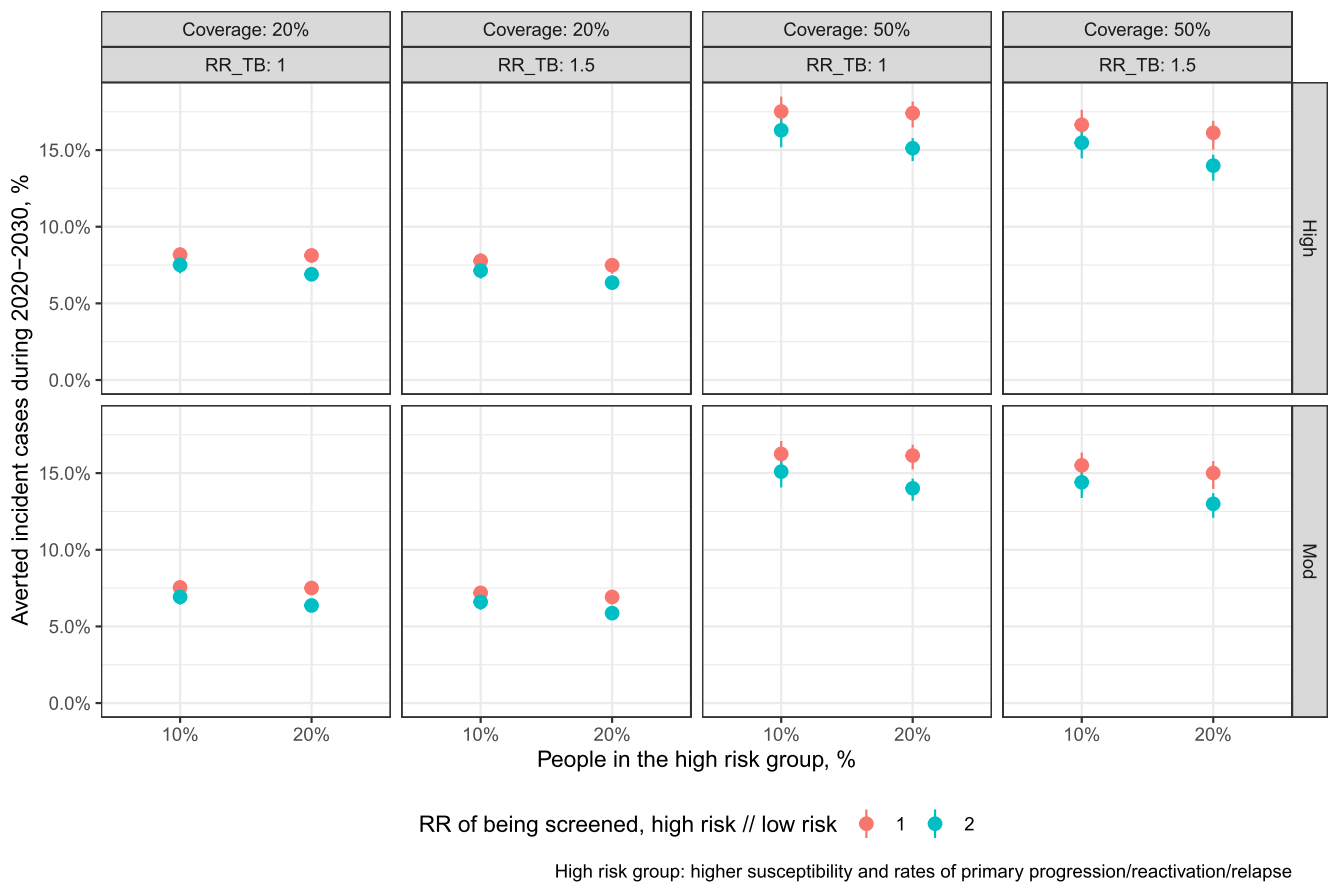 Coverage: 20% Coverage: 20% Coverage: 50% Coverage: 50%
RR_TB: 1 RR_TB: 1.5 RR_TB: 1 RR_TB: 1.5
Averted incident cases during 2020−2030, %
15.0%
10.0%
5.0%
0.0%
High
15.0%
10.0%
5.0%
0.0%
Mod
10% 20% 10% 20% 10% 20% 10% 20%
People in the high risk group, %
RR of being screened, high risk // low risk 1 2
High risk group: higher susceptibility and rates of primary progression/reactivation/relapse